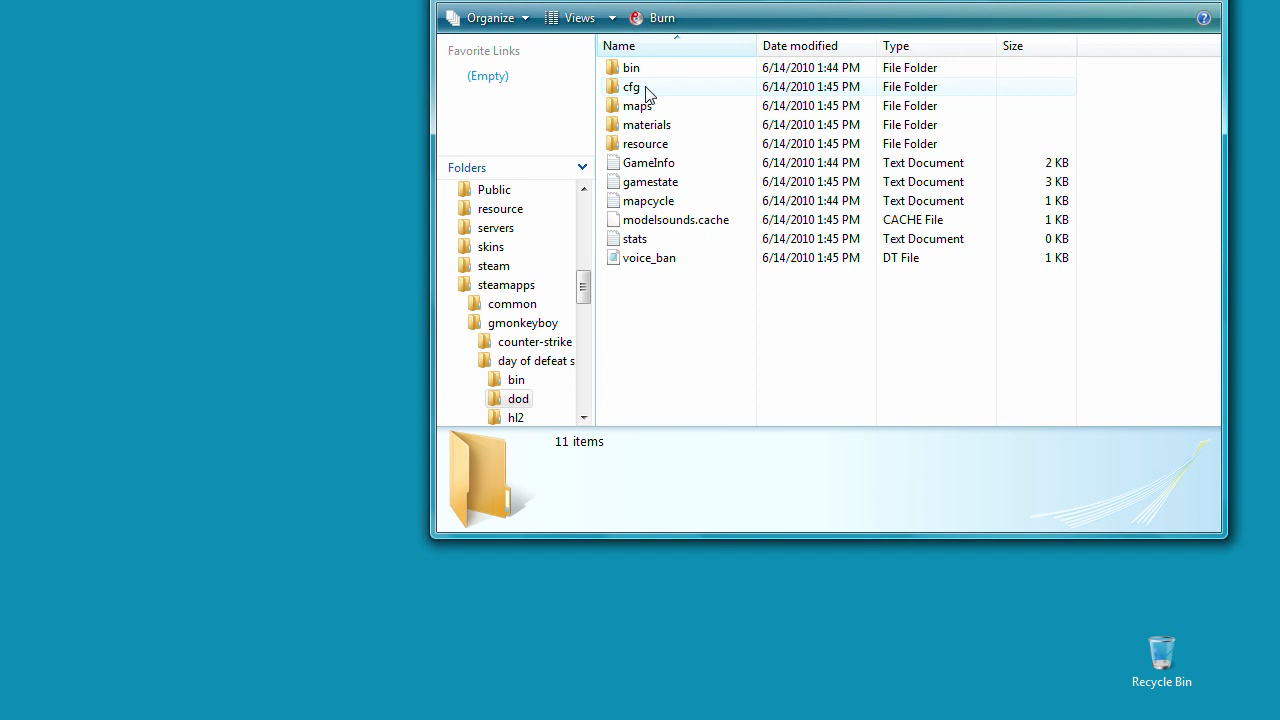 Organize Views Burn
Favorite Links
(Empty)
Folders
Public
resource
servers
skins
steam
steamapps
common
gmonkeyboy
counter-strike
day of defeat s
bin
dod
hl2
Name Date modified Type Size
bin 6/14/2010 1:44 PM File Folder
cfg 6/14/2010 1:45 PM File Folder
maps 6/14/2010 1:45 PM File Folder
materials 6/14/2010 1:45 PM File Folder
resource 6/14/2010 1:45 PM File Folder
GameInfo 6/14/2010 1:44 PM Text Document 2 KB
gamestate 6/14/2010 1:45 PM Text Document 3 KB
mapcycle 6/14/2010 1:44 PM Text Document 1 KB
modelsounds.cache 6/14/2010 1:45 PM CACHE File 1 KB
stats 6/14/2010 1:45 PM Text Document 0 KB
voice_ban 6/14/2010 1:45 PM DT File 1 KB
11 items
Recycle Bin